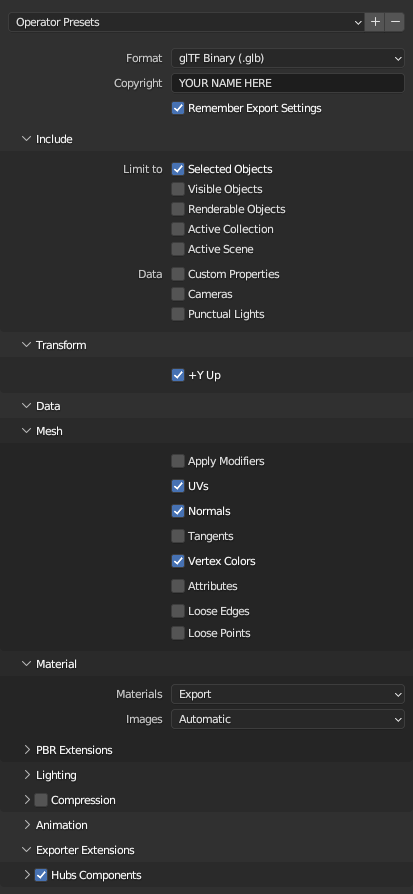 Operator Presets
Format glTF Binary (.glb)
Copyright YOUR NAME HERE
Remember Export Settings
Include
Limit to Selected Objects
Visible Objects
Renderable Objects
Active Collection
Active Scene
Data Custom Properties
Cameras
Punctual Lights
Transform
+Y Up
Data
Mesh
Apply Modifiers
UVs
Normals
Tangents
Vertex Colors
Attributes
Loose Edges
Loose Points
Material
Materials Export
Images Automatic
PBR Extensions
Lighting
Compression
Animation
Exporter Extensions
Hubs Components